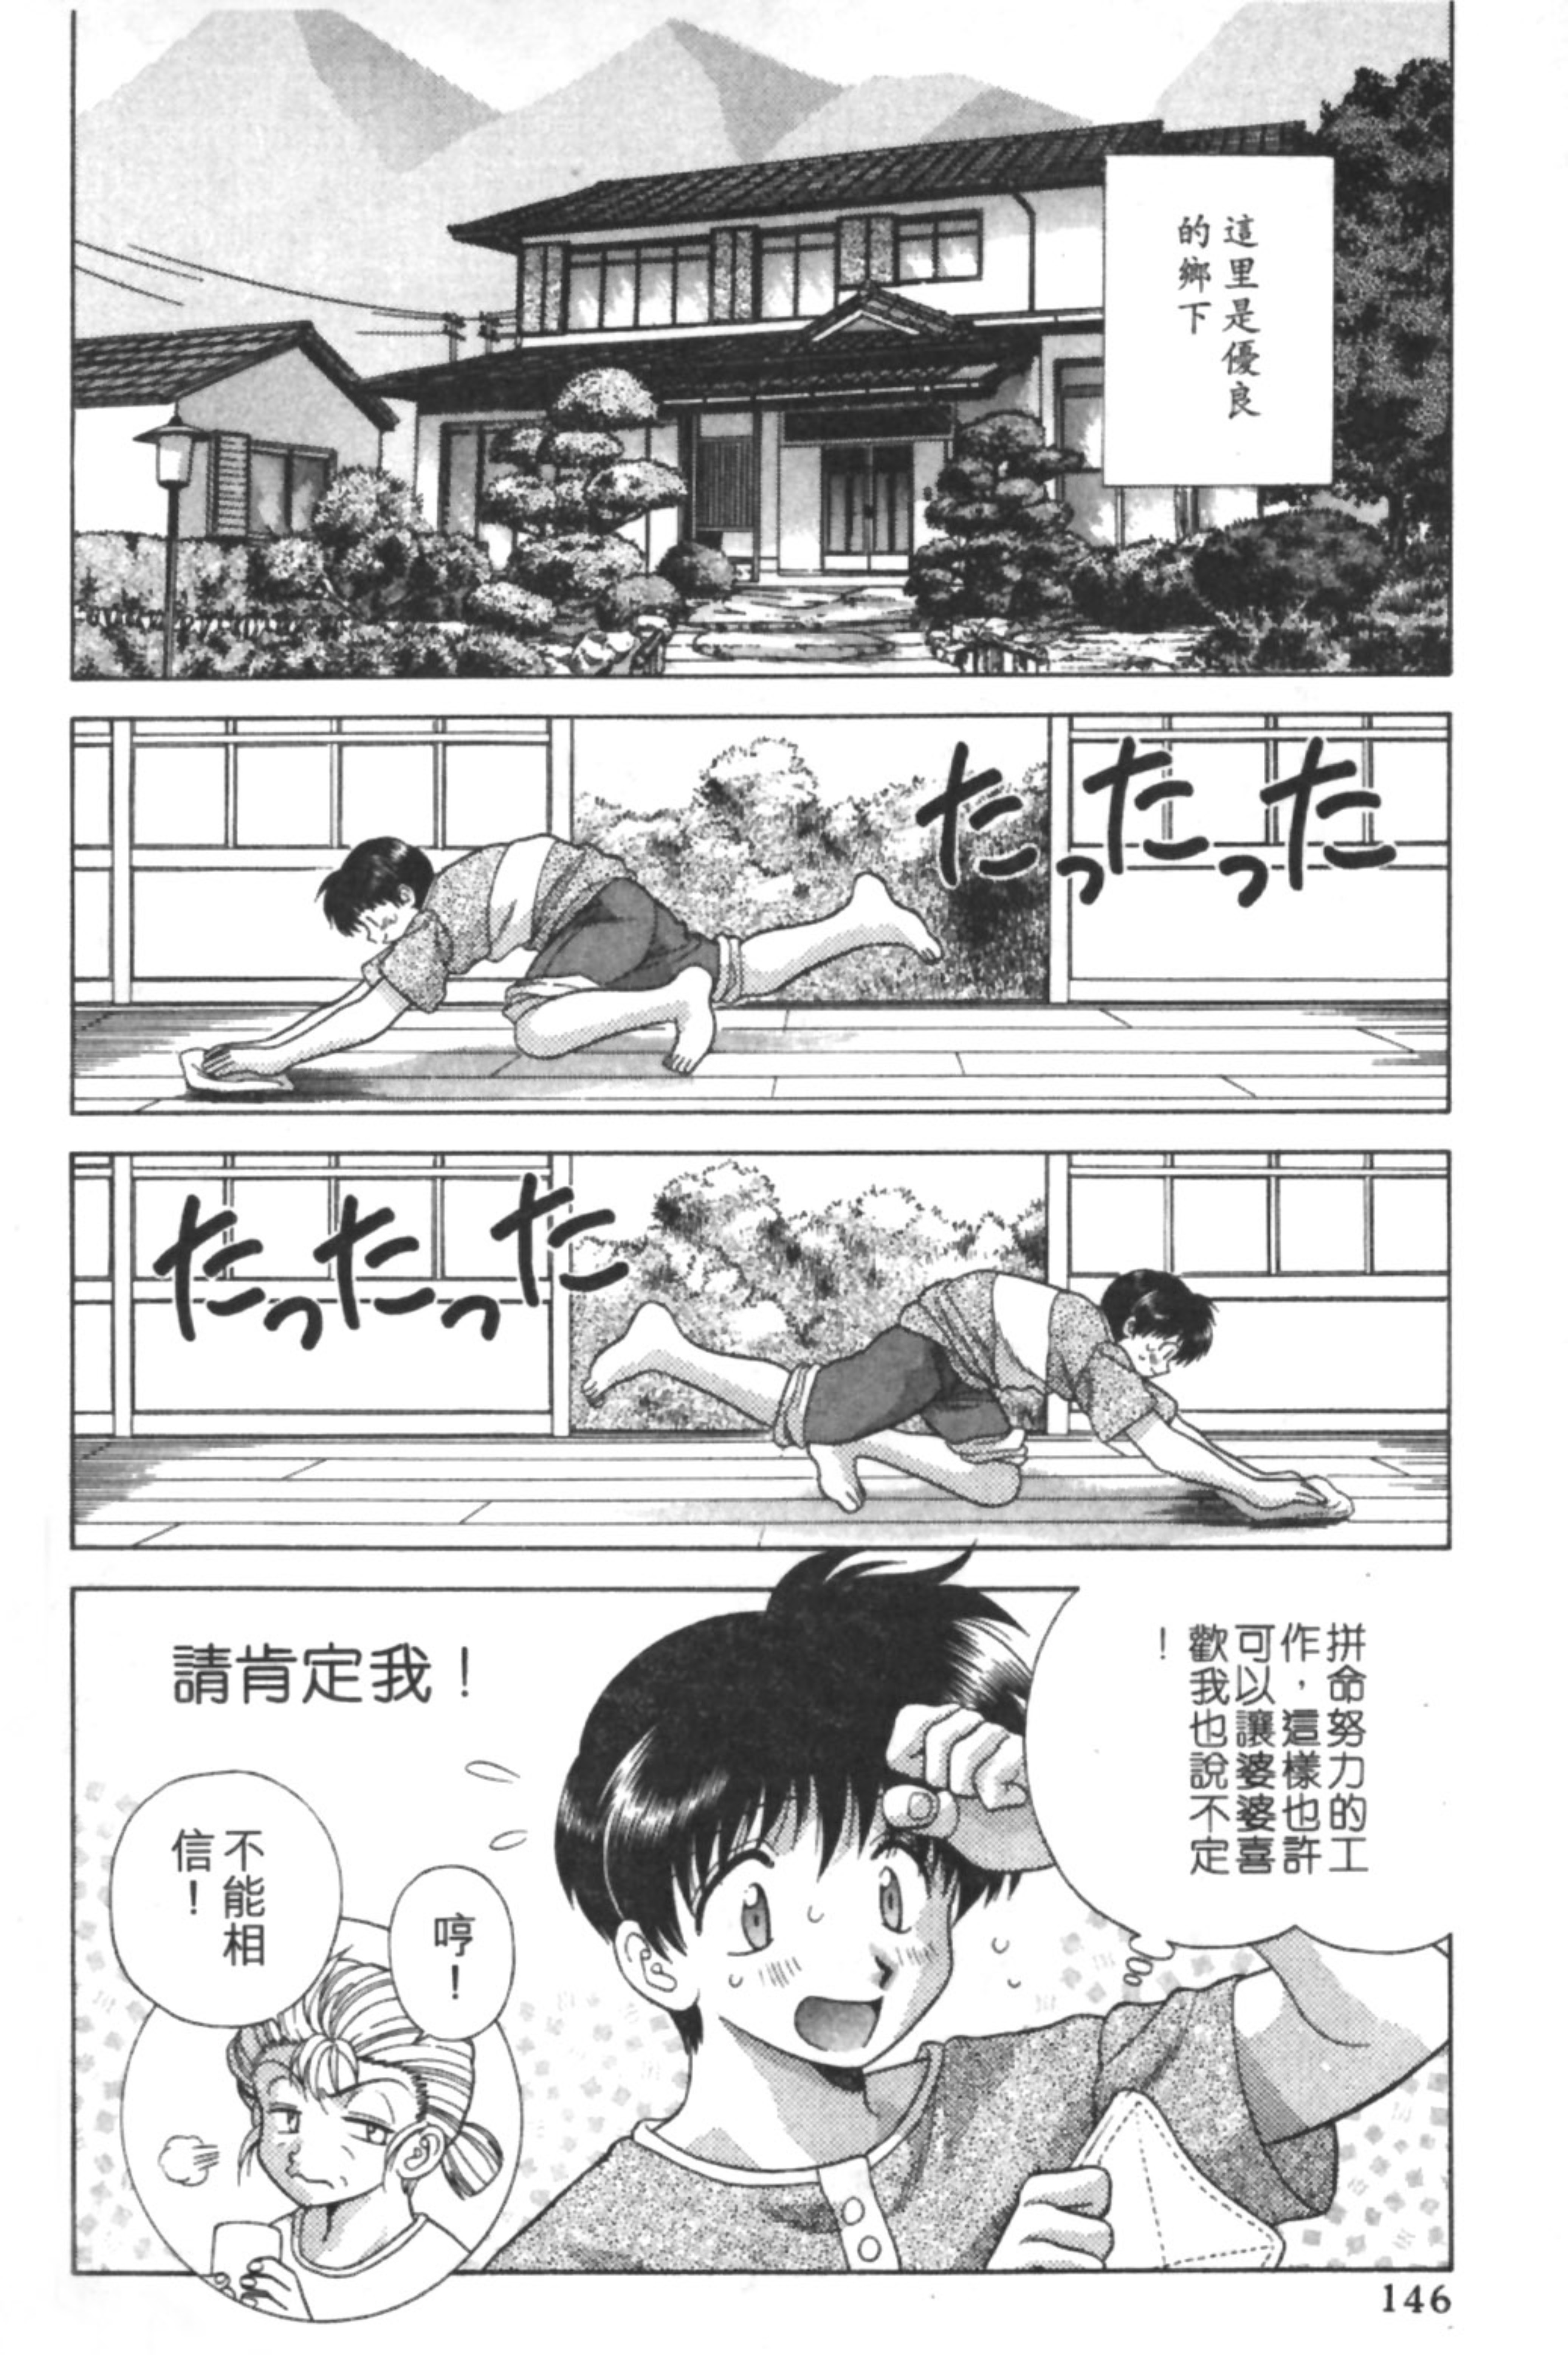 這里是優良
的鄉下
たったったっ
たったったっ
拼命努力的工
作，這樣也許
可以讓婆婆喜
歡我也說不定
！
請肯定我！
哼！
不能相
信！
146